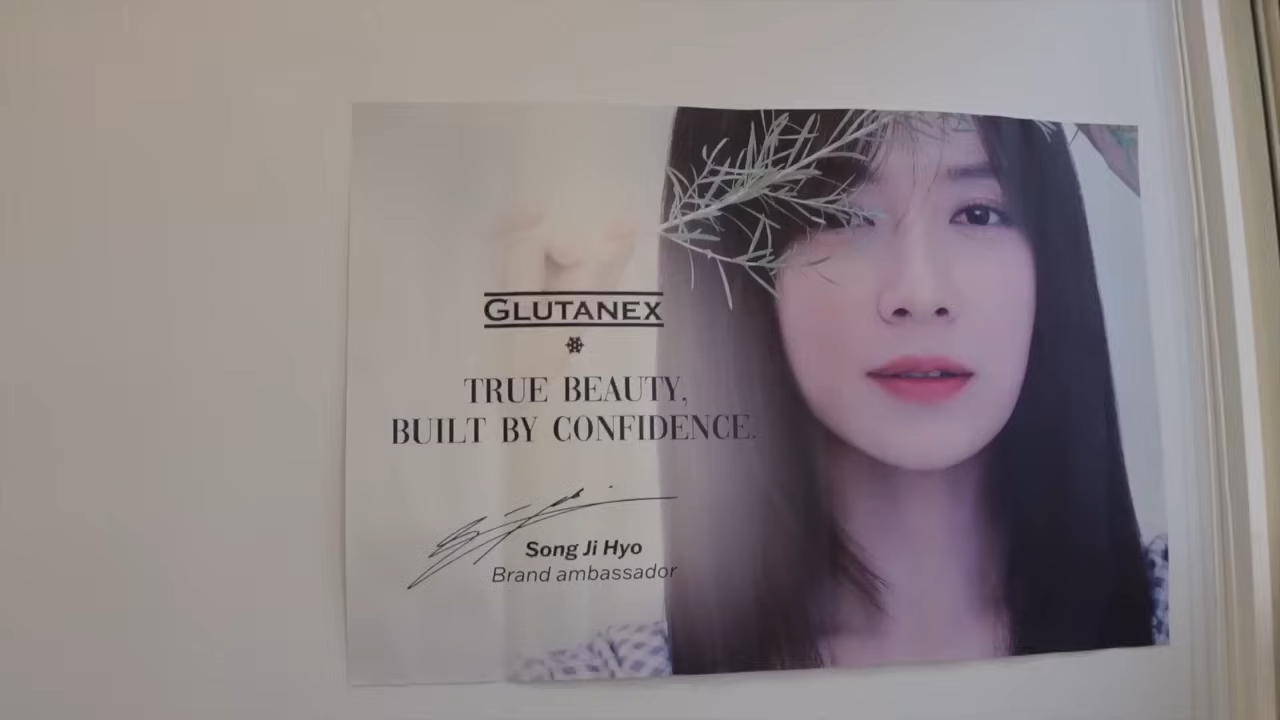 GLUTANEX
TRUE BEAUTY,
BUILT BY CONFIDENCE.
Song Ji Hyo
Brand ambassador